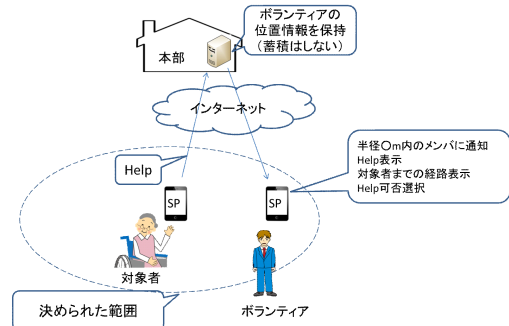 ボランティアの
位置情報を保持
（蓄積はしない）
本部
インターネット
半径〇m内のメンバに通知
Help表示
対象者までの経路表示
Help可否選択
Help
SP
SP
対象者
ボランティア
決められた範囲